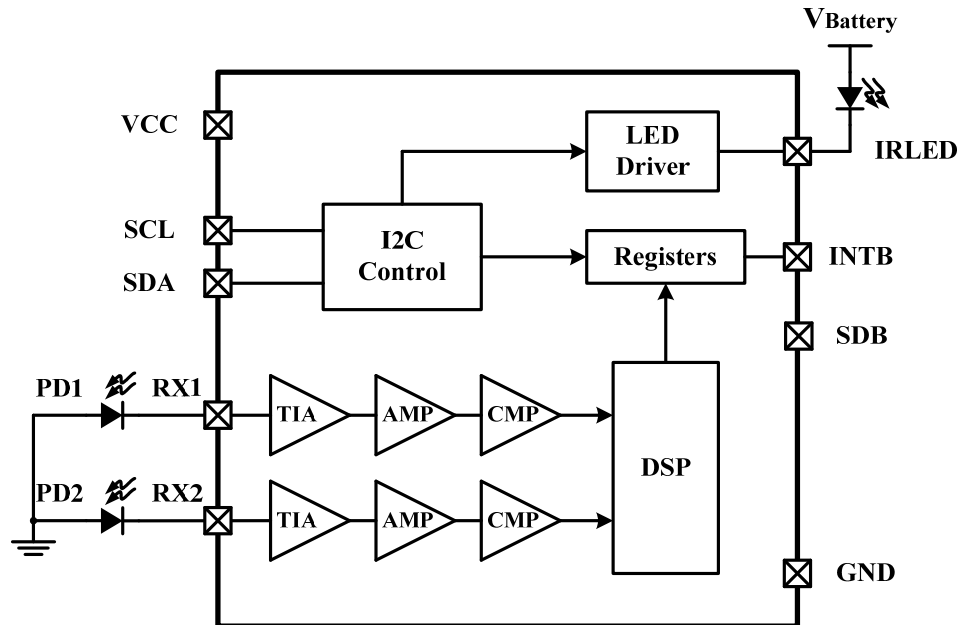 VBattery
VCC
LED
Driver
IRLED
SCL
I2C
Control
Registers
INTB
SDA
SDB
PD1
RX1
TIA
AMP
CMP
DSP
PD2
RX2
TIA
AMP
CMP
GND